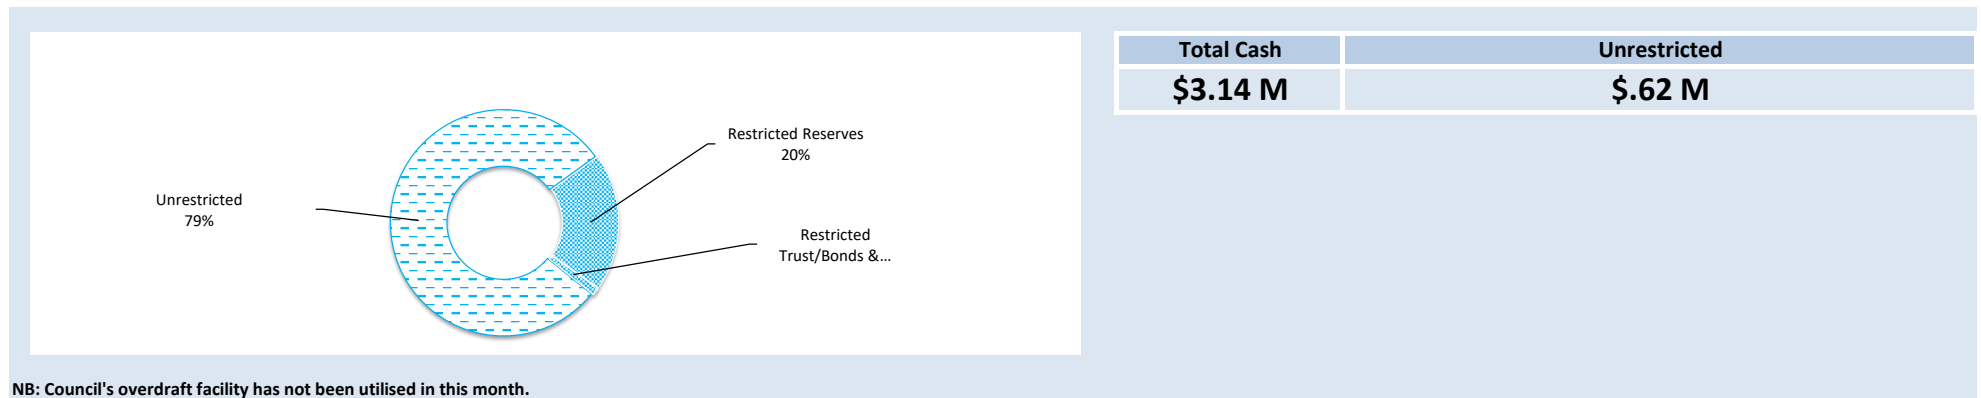 Unrestricted
79%
Restricted Reserves
20%
Restricted
Trust/Bonds &...
Total Cash Unrestricted
$3.14 M $.62 M
NB: Council's overdraft facility has not been utilised in this month.